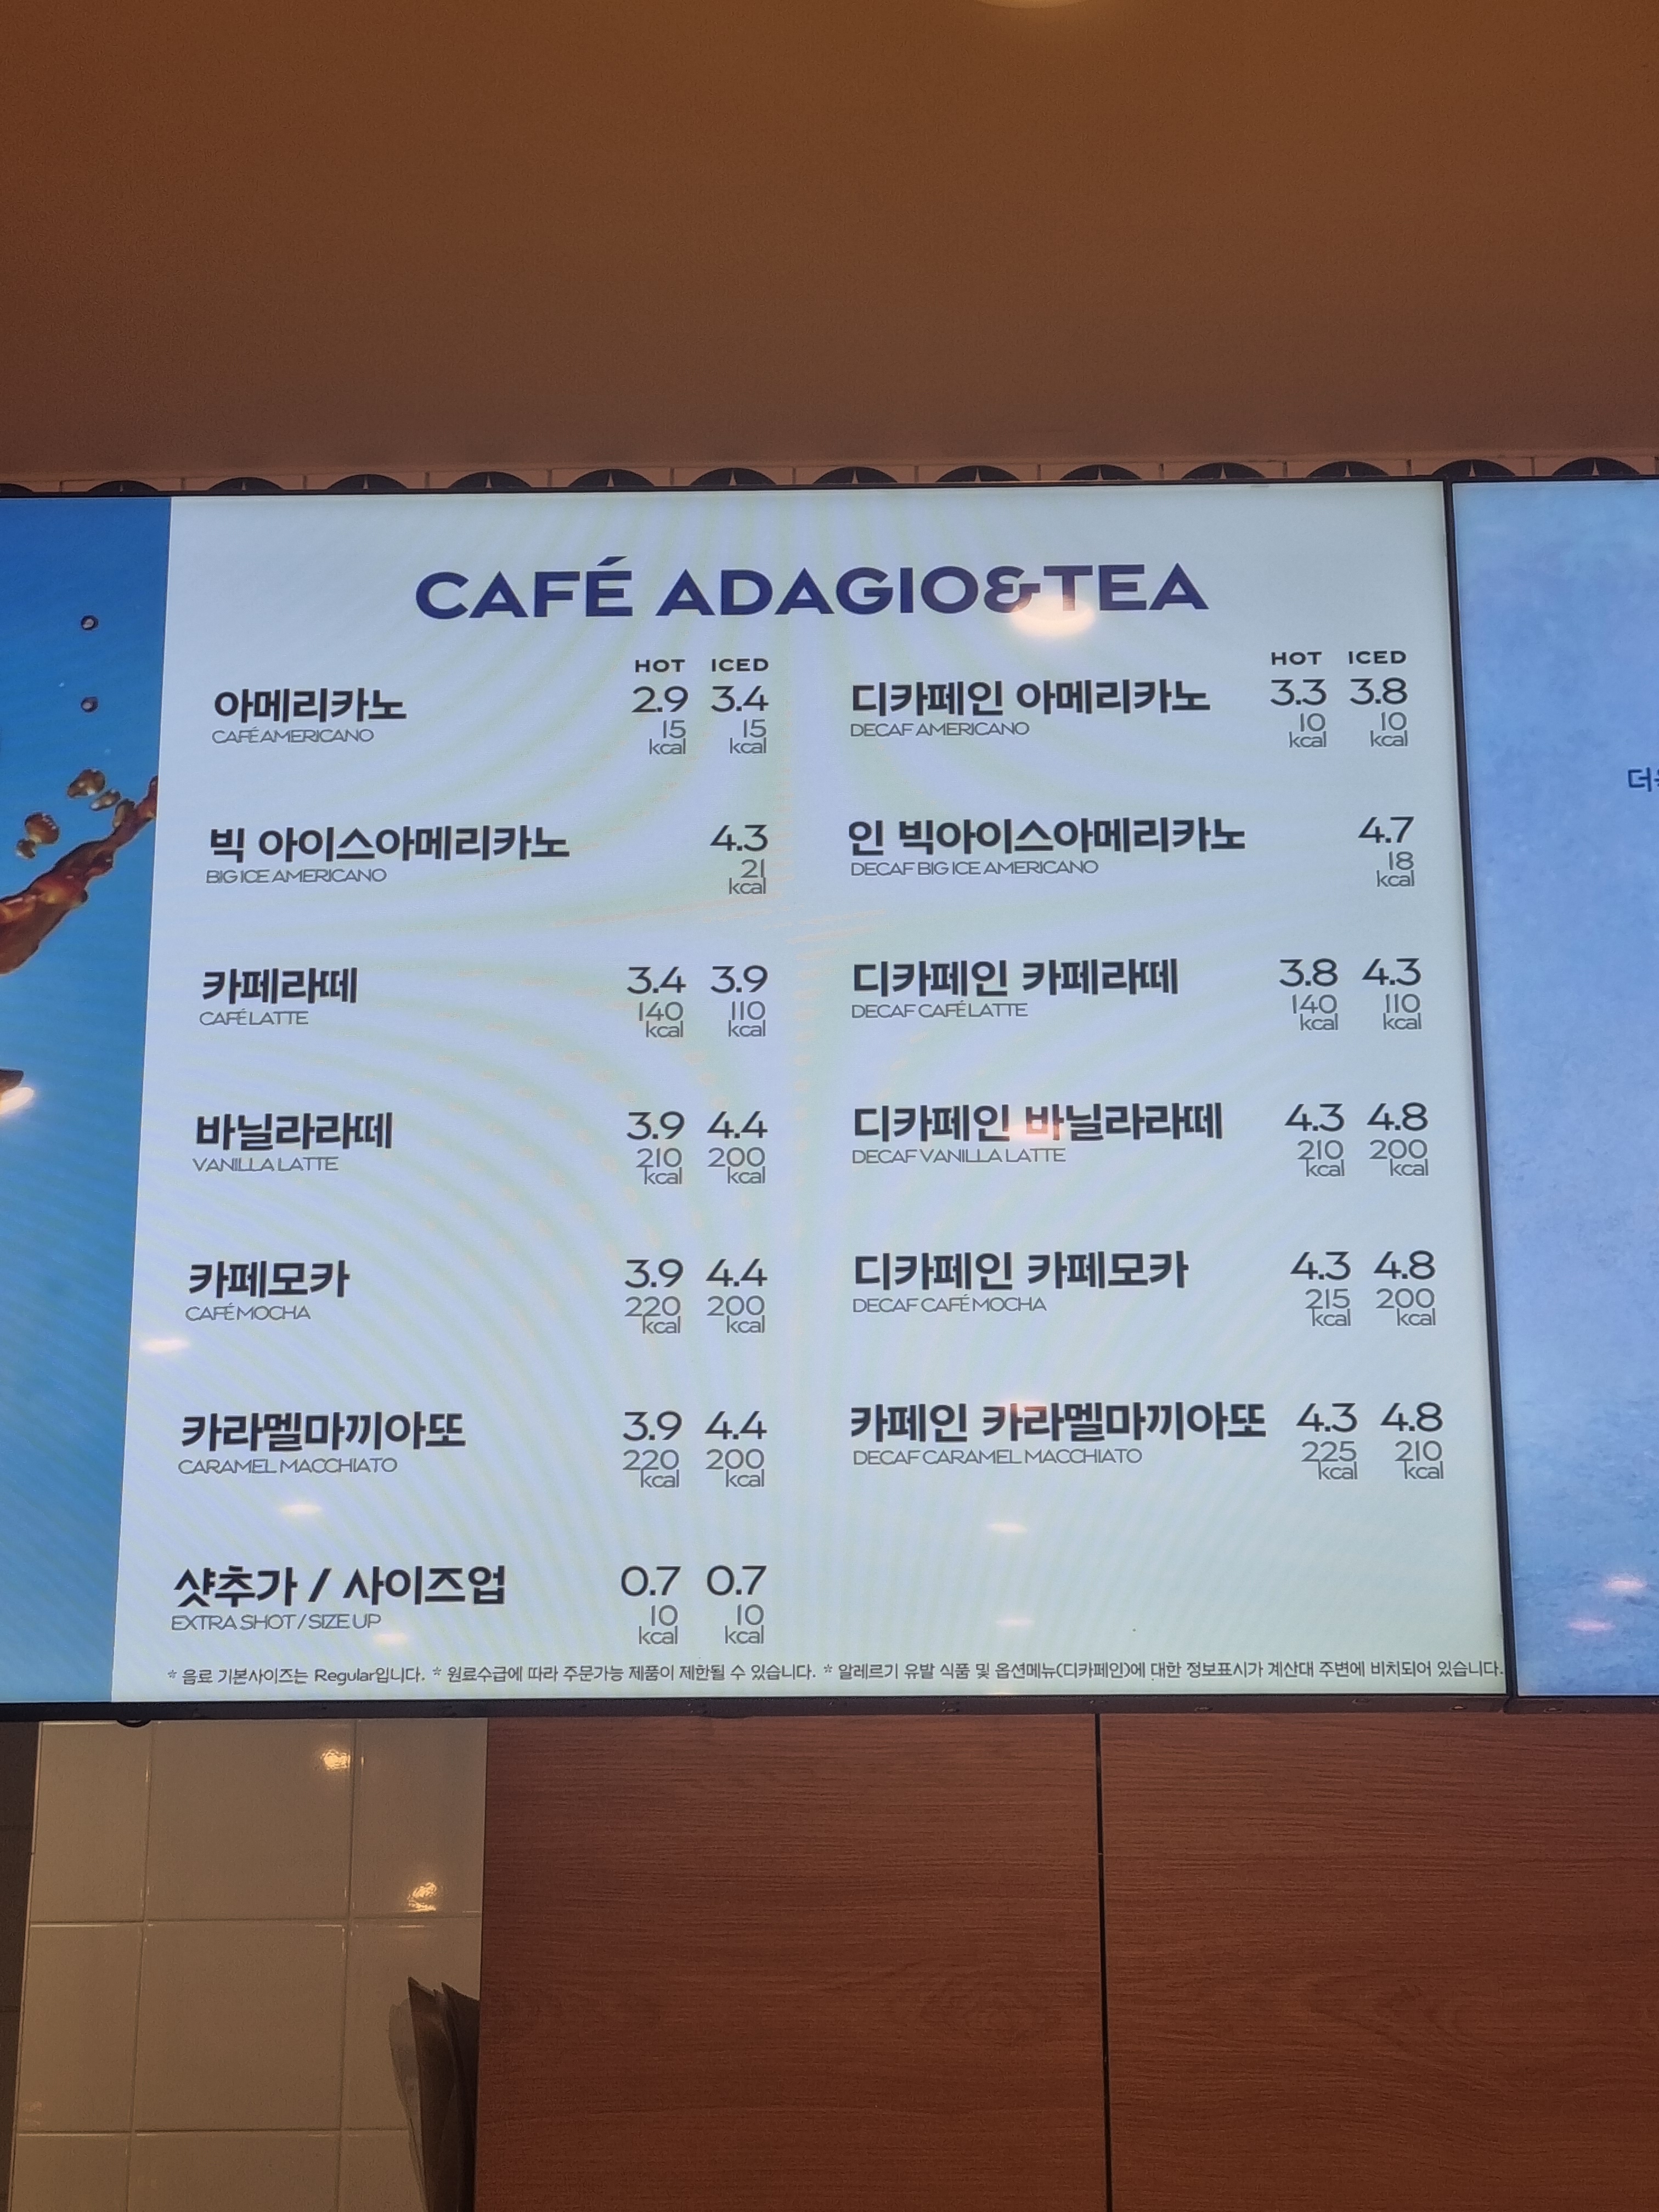 CAFÉ ADAGIO&TEA
HOT ICED
아메리카노 2.9 3.4
CAFÉ AMERICANO 15 kcal 15 kcal
빅 아이스아메리카노 4.3
BIG ICE AMERICANO 21 kcal
카페라떼 3.4 3.9
CAFÉ LATTE 140 kcal 110 kcal
바닐라라떼 3.9 4.4
VANILLA LATTE 210 kcal 200 kcal
카페모카 3.9 4.4
CAFÉ MOCHA 220 kcal 200 kcal
카라멜마끼아또 3.9 4.4
CARAMEL MACCHIATO 220 kcal 200 kcal
샷추가 / 사이즈업 0.7 0.7
EXTRA SHOT / SIZE UP 10 kcal 10 kcal
HOT ICED
디카페인 아메리카노 3.3 3.8
DECAF AMERICANO 10 kcal 10 kcal
인 빅아이스아메리카노 4.7
DECAF BIG ICE AMERICANO 18 kcal
디카페인 카페라떼 3.8 4.3
DECAF CAFÉ LATTE 140 kcal 110 kcal
디카페인 바닐라라떼 4.3 4.8
DECAF VANILLA LATTE 210 kcal 200 kcal
디카페인 카페모카 4.3 4.8
DECAF CAFÉ MOCHA 215 kcal 200 kcal
카페인 카라멜마끼아또 4.3 4.8
DECAF CARAMEL MACCHIATO 225 kcal 210 kcal
* 음료 기본사이즈는 Regular입니다. * 원료수급에 따라 주문가능 제품이 제한될 수 있습니다. * 알레르기 유발 식품 및 옵션메뉴(디카페인)에 대한 정보표시가 계산대 주변에 비치되어 있습니다.